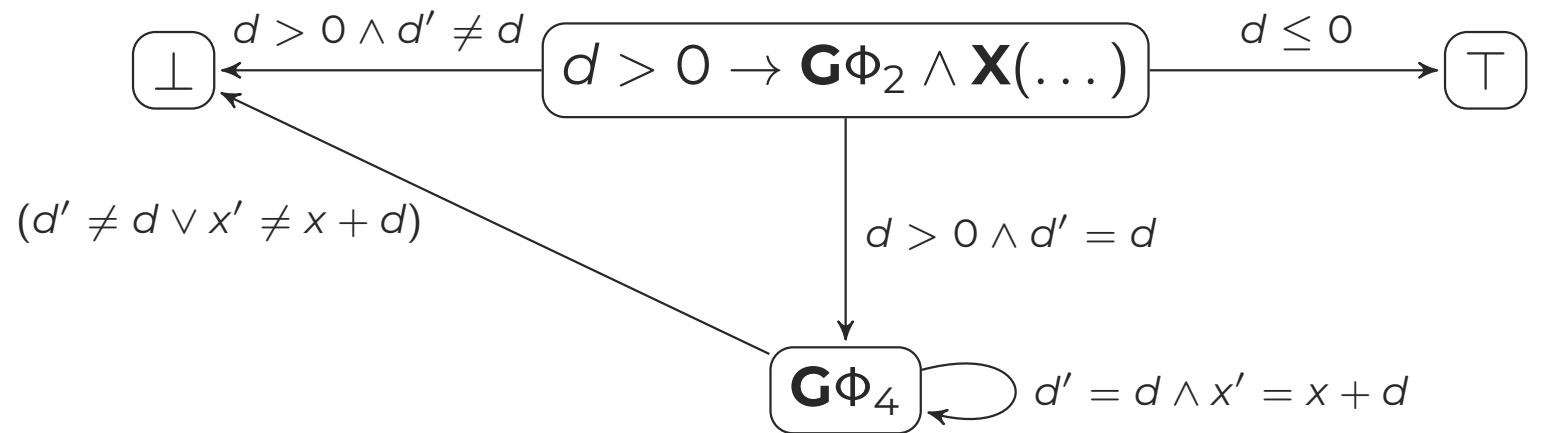 d > 0 ∧ d′ ≠ d
d ≤ 0
⊥
d > 0 → GΦ₂ ∧ X(...)
⊤
(d′ ≠ d ∨ x′ ≠ x + d)
d > 0 ∧ d′ = d
GΦ₄
d′ = d ∧ x′ = x + d